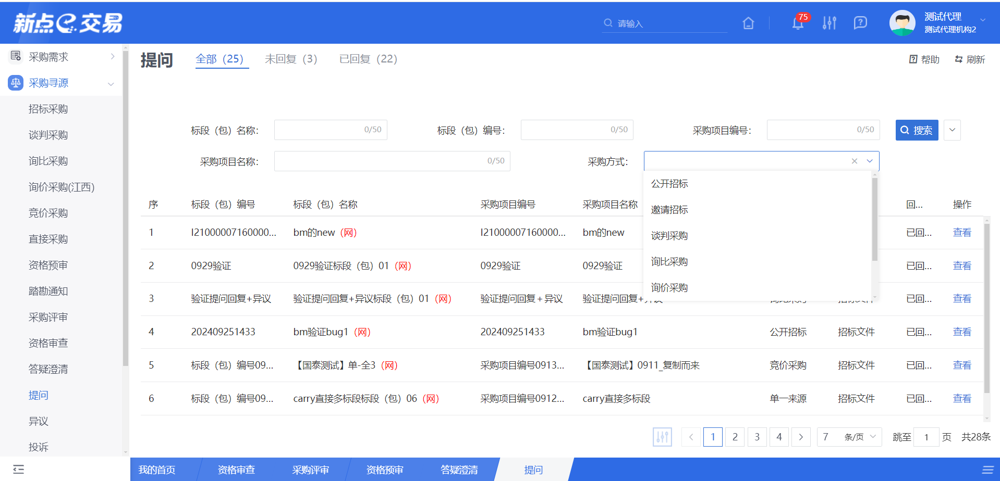 新点e交易
请输入
75
测试代理
测试代理机构2
采购需求
采购寻源
招标采购
谈判采购
询比采购
询价采购(江西)
竞价采购
直接采购
资格预审
踏勘通知
采购评审
资格审查
答疑澄清
提问
异议
投诉
提问
全部（25）
未回复（3）
已回复（22）
帮助
刷新
标段（包）名称：
0/50
标段（包）编号：
0/50
采购项目编号：
0/50
搜索
采购项目名称：
0/50
采购方式：
公开招标
邀请招标
谈判采购
询比采购
询价采购
序 标段（包）编号 标段（包）名称 采购项目编号 采购项目名称 回... 操作
1 I21000007160000... bm的new（网） I21000007160000... bm的new 已回... 查看
2 0929验证 0929验证标段（包）01（网） 0929验证 0929验证 已回... 查看
3 验证提问回复+异议 验证提问回复+异议标段（包）01（网） 验证提问回复+异议 验证提问回复+异议 询比采购 招标文件 已回... 查看
4 202409251433 bm验证bug1（网） 202409251433 bm验证bug1 公开招标 招标文件 已回... 查看
5 标段（包）编号09... 【国泰测试】单-全3（网） 采购项目编号0913... 【国泰测试】0911_复制而来 竞价采购 招标文件 已回... 查看
6 标段（包）编号09... carry直接多标段标段（包）06（网） 采购项目编号0912... carry直接多标段 单一来源 招标文件 已回... 查看
1 2 3 4 7 条/页 跳至 1 页 共28条
我的首页 资格审查 采购评审 资格预审 答疑澄清 提问